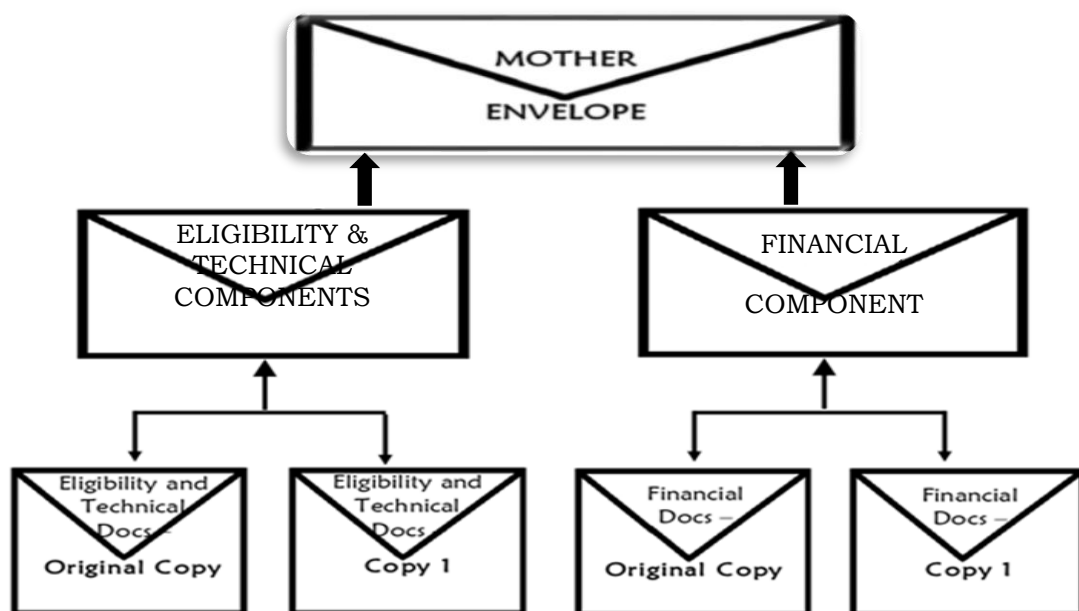 MOTHER
ENVELOPE
ELIGIBILITY &
TECHNICAL
COMPONENTS
FINANCIAL
COMPONENT
Eligibility and
Technical
Docs –
Original Copy
Eligibility and
Technical
Docs
Copy 1
Financial
Docs –
Original Copy
Financial
Docs –
Copy 1